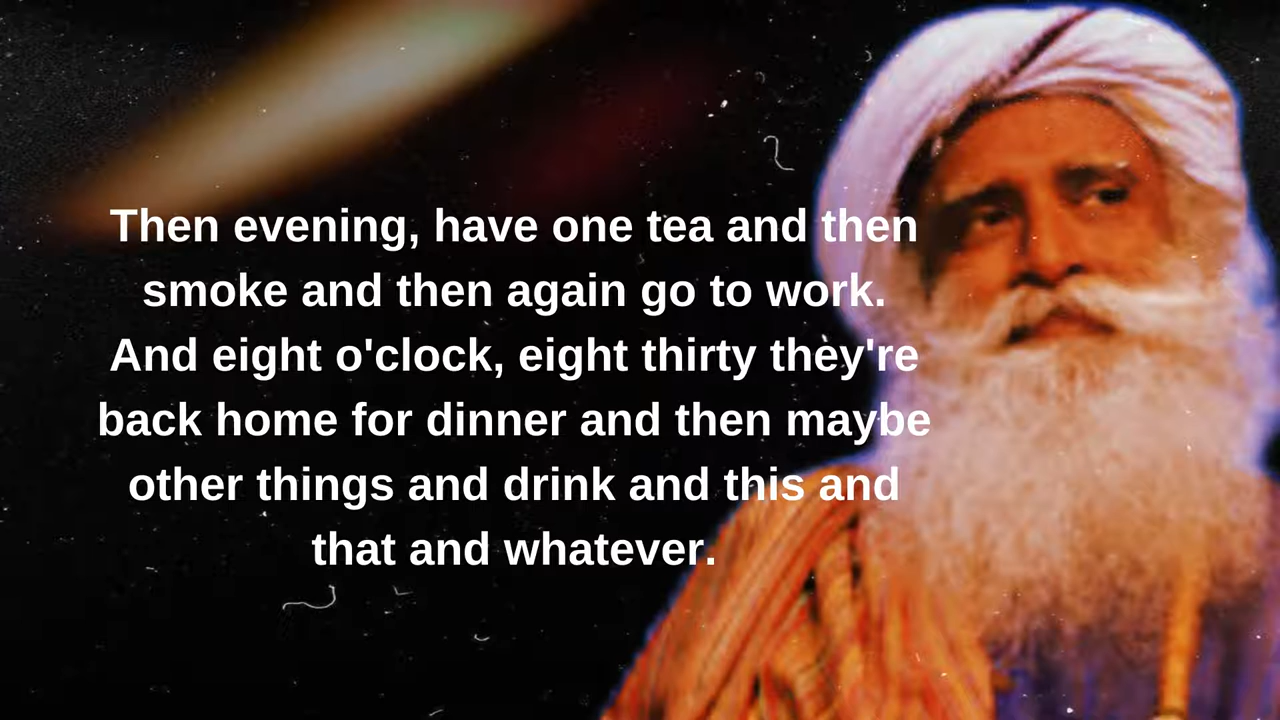 Then evening, have one tea and then
smoke and then again go to work.
And eight o'clock, eight thirty they're
back home for dinner and then maybe
other things and drink and this and
that and whatever.